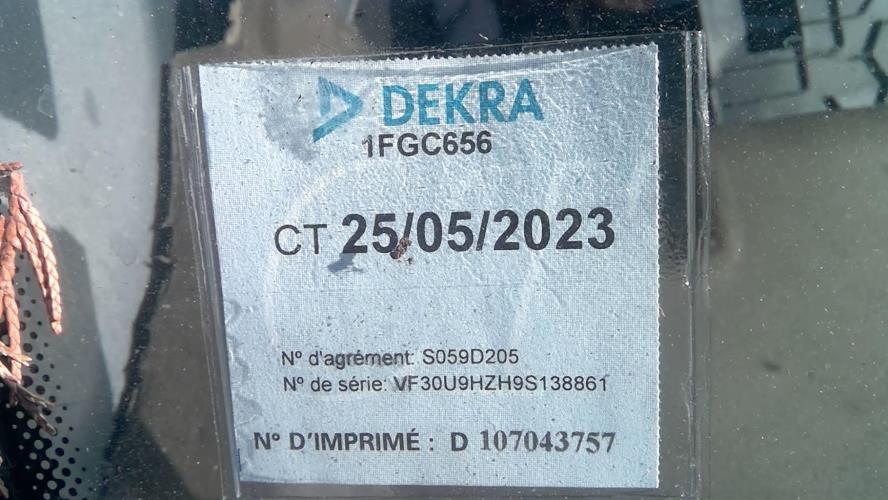 DEKRA
1FGC656
CT 25/05/2023
N° d'agrément: S059D205
N° de série: VF30U9HZH9S138861
N° D'IMPRIMÉ : D 107043757